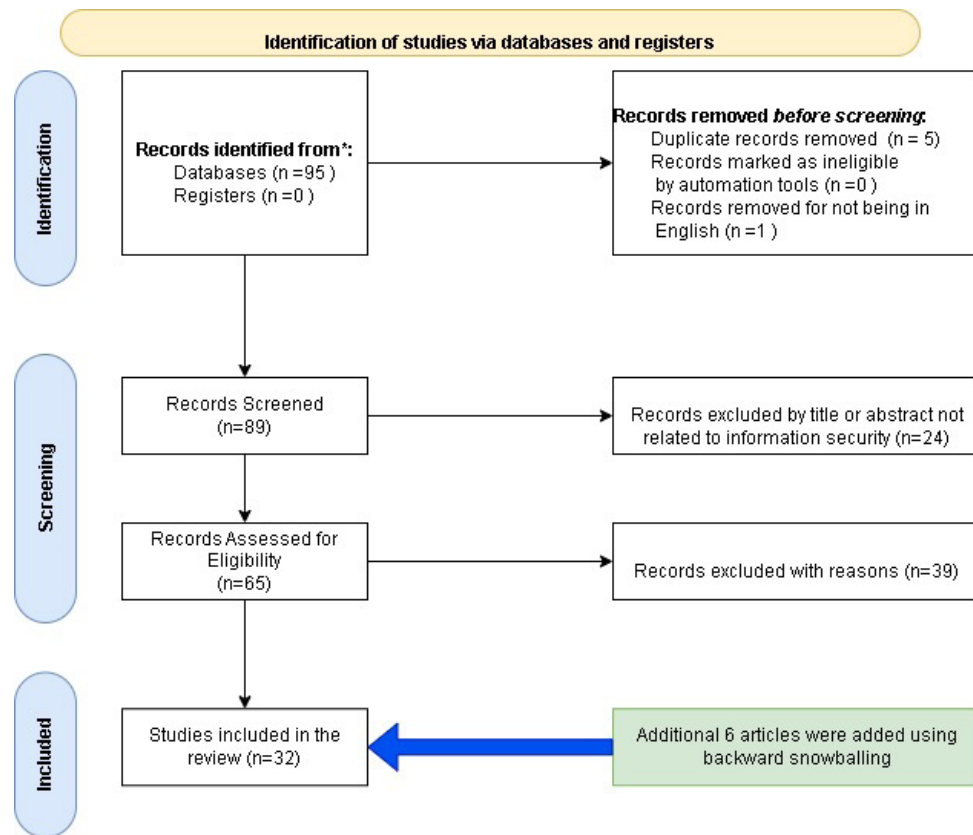 Identification of studies via databases and registers
Identification
Records identified from*:
Databases (n =95 )
Registers (n =0 )
Records removed before screening:
Duplicate records removed (n = 5)
Records marked as ineligible
by automation tools (n =0 )
Records removed for not being in
English (n =1 )
Screening
Records Screened
(n=89)
Records excluded by title or abstract not
related to information security (n=24)
Records Assessed for
Eligibility
(n=65)
Records excluded with reasons (n=39)
Included
Studies included in the
review (n=32)
Additional 6 articles were added using
backward snowballing